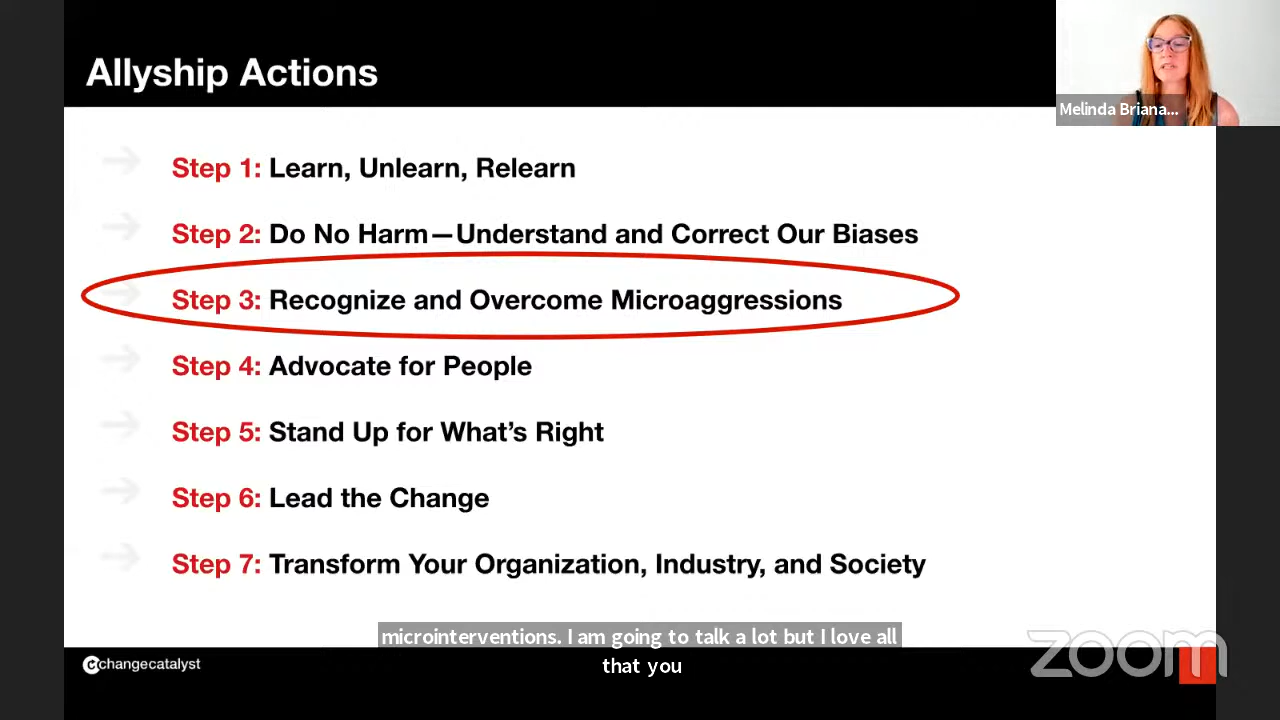 Allyship Actions
Melinda Briana...
Step 1: Learn, Unlearn, Relearn
Step 2: Do No Harm—Understand and Correct Our Biases
Step 3: Recognize and Overcome Microaggressions
Step 4: Advocate for People
Step 5: Stand Up for What's Right
Step 6: Lead the Change
Step 7: Transform Your Organization, Industry, and Society
microinterventions. I am going to talk a lot but I love all
that you
changecatalyst
zoom